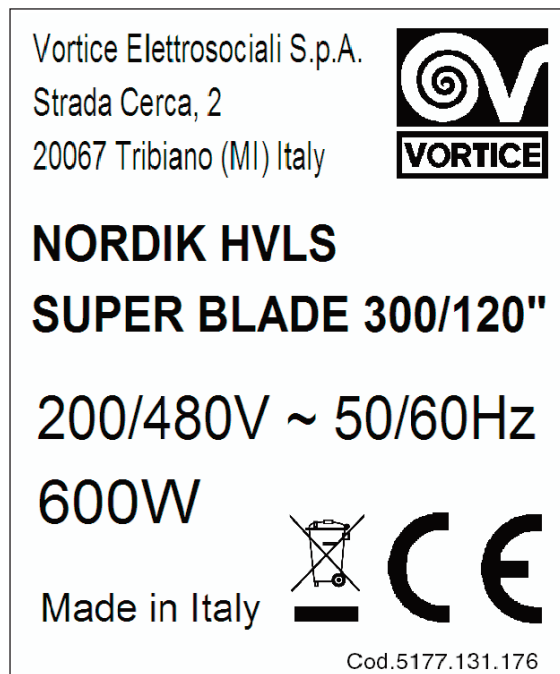 Vortice Elettrosociali S.p.A.
Strada Cerca, 2
20067 Tribiano (MI) Italy
VORTICE
NORDIK HVLS
SUPER BLADE 300/120"
200/480V ~ 50/60Hz
600W
Made in Italy
CE
Cod.5177.131.176